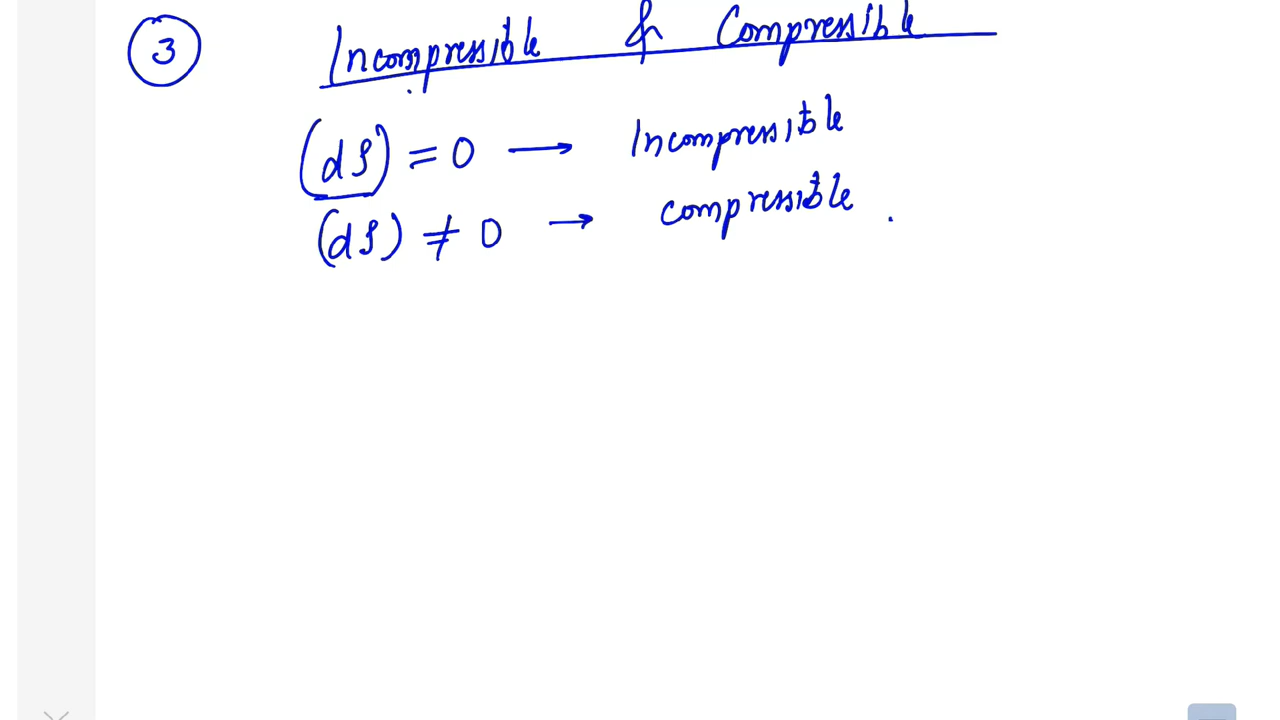 3 Incompressible & Compressible
(dρ) = 0 → Incompressible
(dρ) ≠ 0 → compressible.